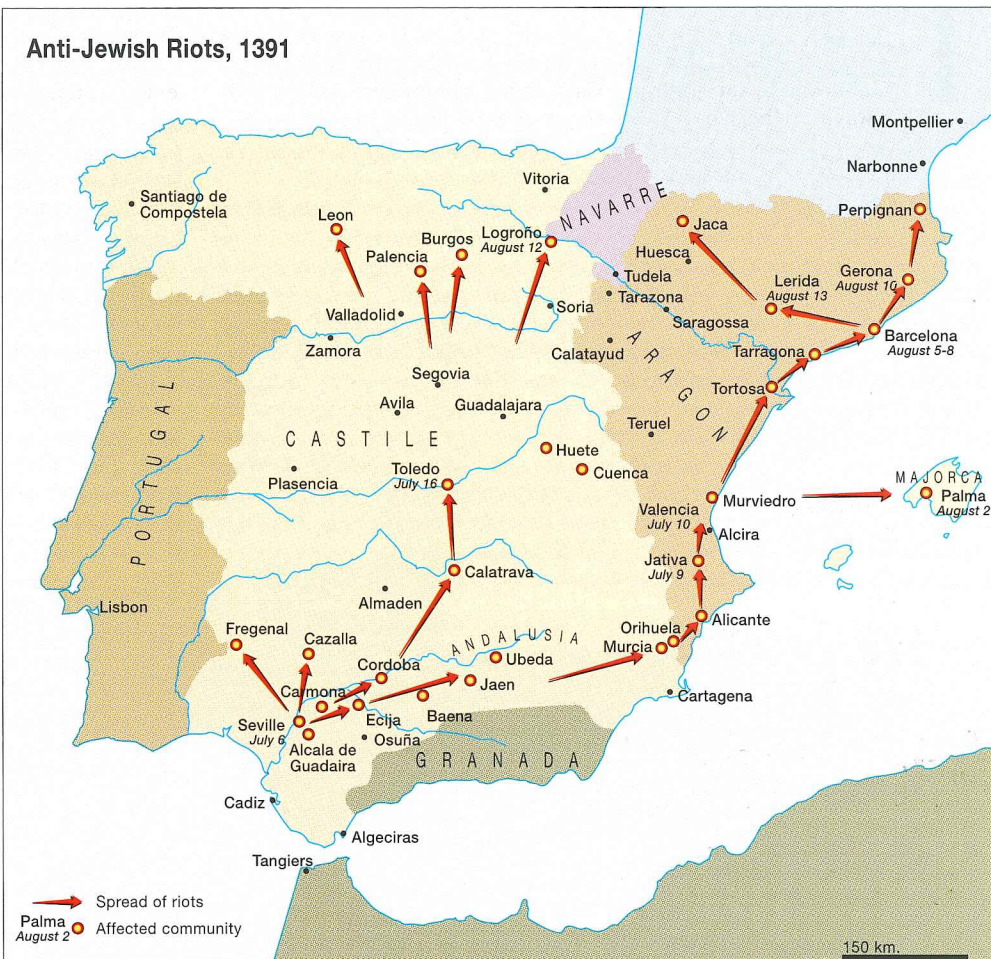 Anti-Jewish Riots, 1391
Montpellier
Narbonne
Vitoria
Santiago de
Compostela
NAVARRE
Leon
Burgos
Logroño
August 12
Palencia
Jaca
Perpignan
Huesca
Tudela
Tarazona
Lerida
August 13
Gerona
August 10
Valladolid
Soria
Saragossa
Zamora
Calatayud
ARAGON
Tarragona
Barcelona
August 5-8
Segovia
Tortosa
Avila
Guadalajara
PORTUGAL
CASTILE
Teruel
Huete
Cuenca
Plasencia
Toledo
July 16
MAJORCA
Palma
August 2
Murviedro
Valencia
July 10
Alcira
Jativa
July 9
Calatrava
Almaden
Lisbon
Alicante
Fregenal
Cazalla
ANDALUSIA
Orihuela
Murcia
Cordoba
Ubeda
Jaen
Carmona
Cartagena
Seville
July 6
Ecija
Baena
Osuña
Alcala de
Guadaira
GRANADA
Cadiz
Algeciras
Tangiers
Spread of riots
Palma
August 2
Affected community
150 km.